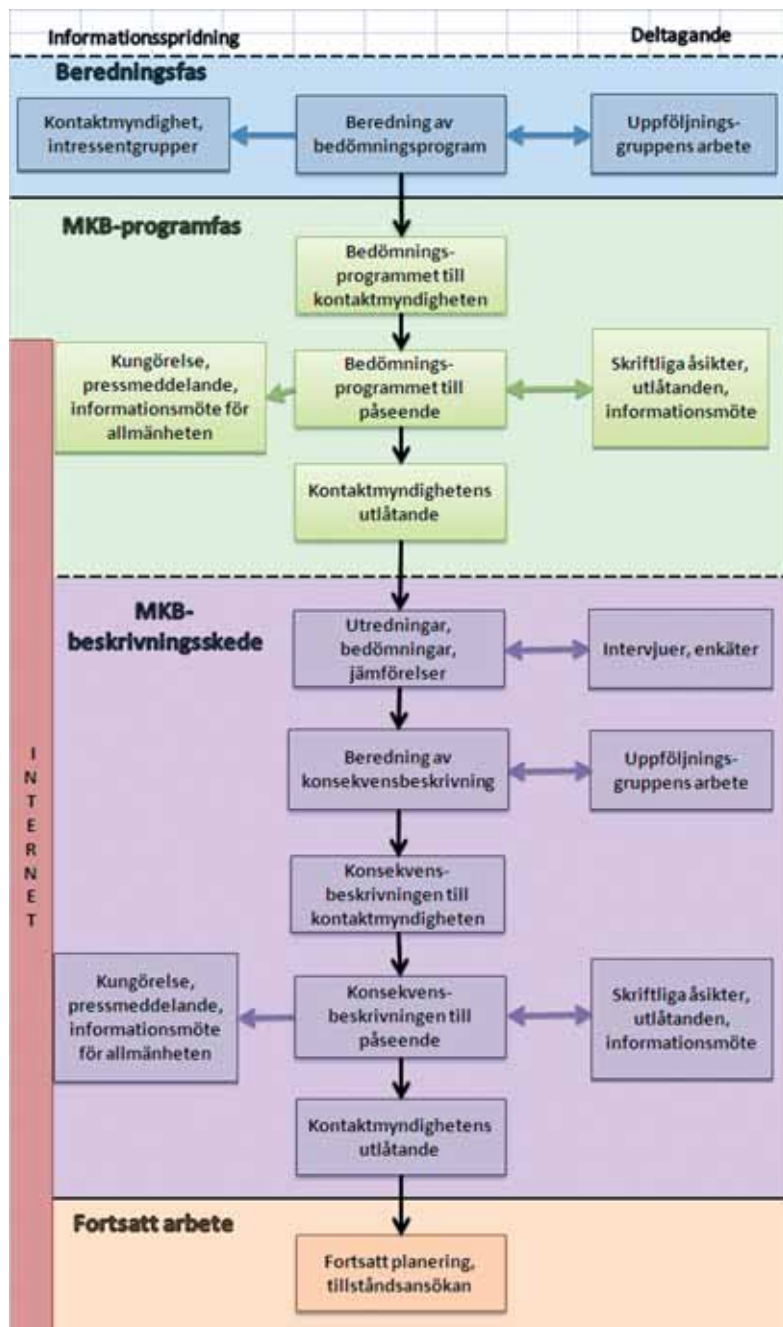 Informationsspridning
Deltagande
Beredningsfas
Kontaktmyndighet,
intressentgrupper
Beredning av
bedömningsprogram
Uppföljnings-
gruppens arbete
MKB-programfas
Bedömnings-
programmet till
kontaktmyndigheten
Kungörelse,
pressmeddelande,
informationsmöte för
allmänheten
Bedömnings-
programmet till
påseende
Skriftliga åsikter,
utlåtanden,
informationsmöte
Kontaktmyndighetens
utlåtande
MKB-
beskrivningsskede
Utredningar,
bedömningar,
jämförelser
Intervjuer, enkäter
Beredning av
konsekvensbeskrivning
Uppföljnings-
gruppens arbete
INTERNET
Konsekvens-
beskrivningen till
kontaktmyndigheten
Kungörelse,
pressmeddelande,
informationsmöte
för allmänheten
Konsekvens-
beskrivningen till
påseende
Skriftliga åsikter,
utlåtanden,
informationsmöte
Kontaktmyndighetens
utlåtande
Fortsatt arbete
Fortsatt planering,
tillståndsansökan